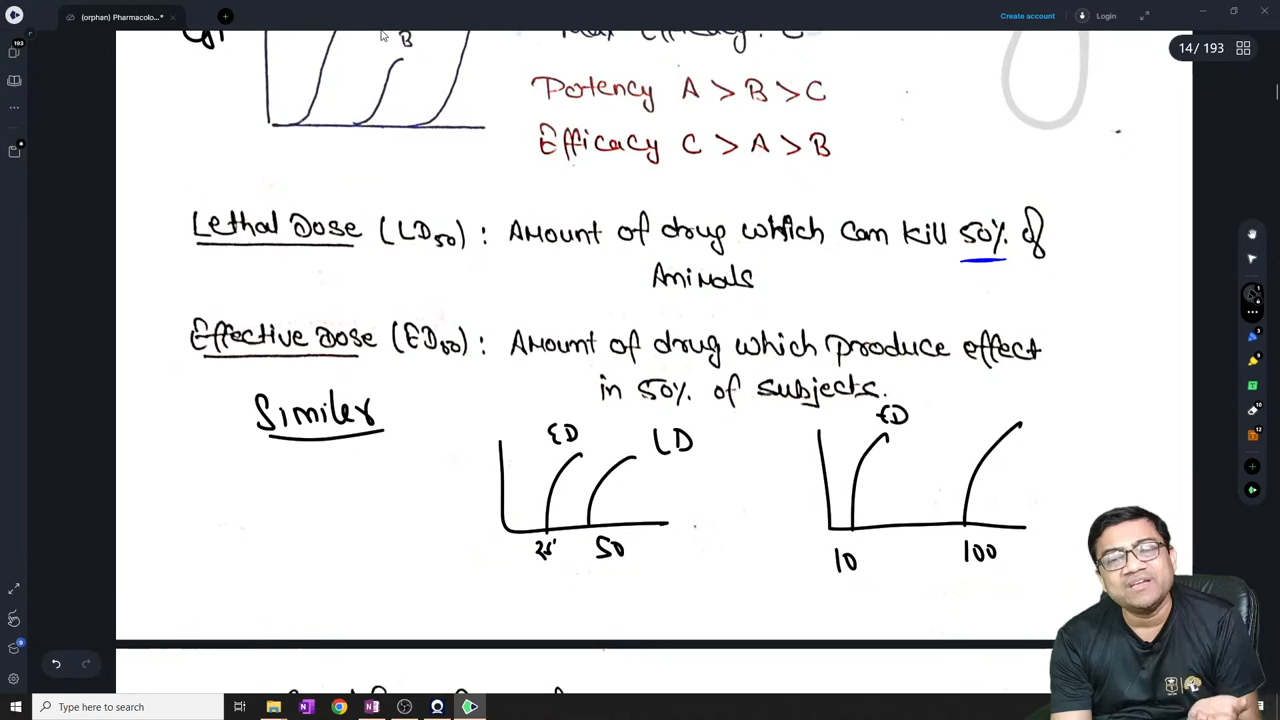 (orphan) Pharmacolo...*
Create account
Login
193
14 / 193
B
Potency A > B > C
Efficacy C > A > B
Lethal Dose (LD50) : Amount of drug which can kill 50% of
Animals
Effective Dose (ED50) : Amount of drug which produce effect
in 50% of subjects.
Similer
ED
LD
ED
25
50
10
100
Type here to search